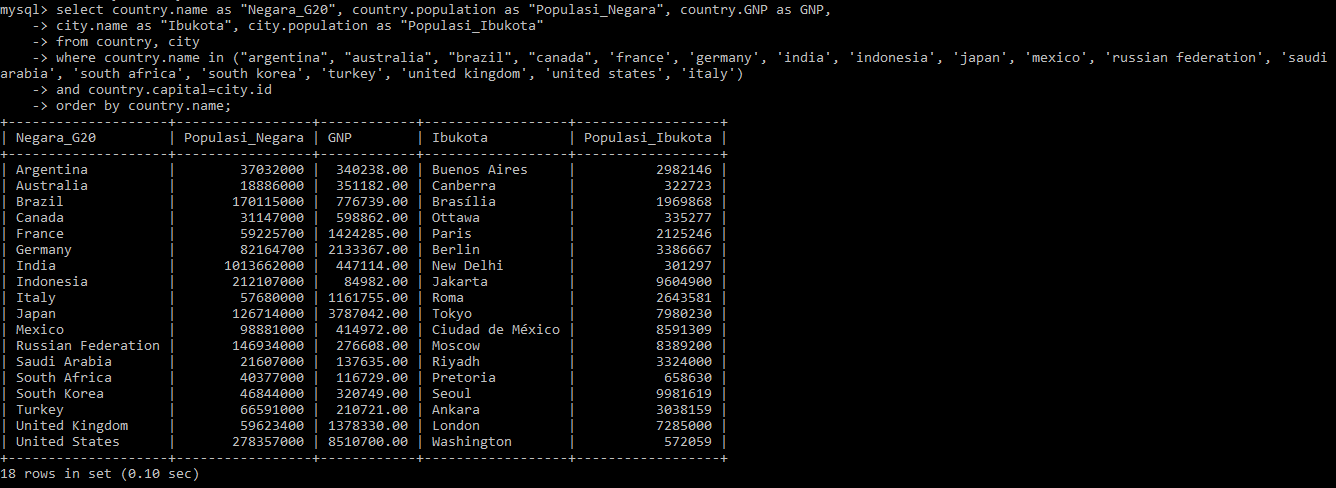 mysql> select country.name as "Negara_G20", country.population as "Populasi_Negara", country.GNP as GNP,
    -> city.name as "Ibukota", city.population as "Populasi_Ibukota"
    -> from country, city
    -> where country.name in ("argentina", "australia", "brazil", "canada", 'france', 'germany', 'india', 'indonesia', 'japan', 'mexico', 'russian federation', 'saudi
arabia', 'south africa', 'south korea', 'turkey', 'united kingdom', 'united states', 'italy')
    -> and country.capital=city.id
    -> order by country.name;
+--------------------+-----------------+------------+------------------+------------------+
| Negara_G20         | Populasi_Negara | GNP        | Ibukota          | Populasi_Ibukota |
+--------------------+-----------------+------------+------------------+------------------+
| Argentina          |        37032000 |  340238.00 | Buenos Aires     |          2982146 |
| Australia          |        18886000 |  351182.00 | Canberra         |           322723 |
| Brazil             |       170115000 |  776739.00 | Brasília         |          1969868 |
| Canada             |        31147000 |  598862.00 | Ottawa           |           335277 |
| France             |        59225700 | 1424285.00 | Paris            |          2125246 |
| Germany            |        82164700 | 2133367.00 | Berlin           |          3386667 |
| India              |      1013662000 |  447114.00 | New Delhi        |           301297 |
| Indonesia          |       212107000 |   84982.00 | Jakarta          |          9604900 |
| Italy              |        57680000 | 1161755.00 | Roma             |          2643581 |
| Japan              |       126714000 | 3787042.00 | Tokyo            |          7980230 |
| Mexico             |        98881000 |  414972.00 | Ciudad de México |          8591309 |
| Russian Federation |       146934000 |  276608.00 | Moscow           |          8389200 |
| Saudi Arabia       |        21607000 |  137635.00 | Riyadh           |          3324000 |
| South Africa       |        40377000 |  116729.00 | Pretoria         |           658630 |
| South Korea        |        46844000 |  320749.00 | Seoul            |          9981619 |
| Turkey             |        66591000 |  210721.00 | Ankara           |          3038159 |
| United Kingdom     |        59623400 | 1378330.00 | London           |          7285000 |
| United States      |       278357000 | 8510700.00 | Washington       |           572059 |
+--------------------+-----------------+------------+------------------+------------------+
18 rows in set (0.10 sec)